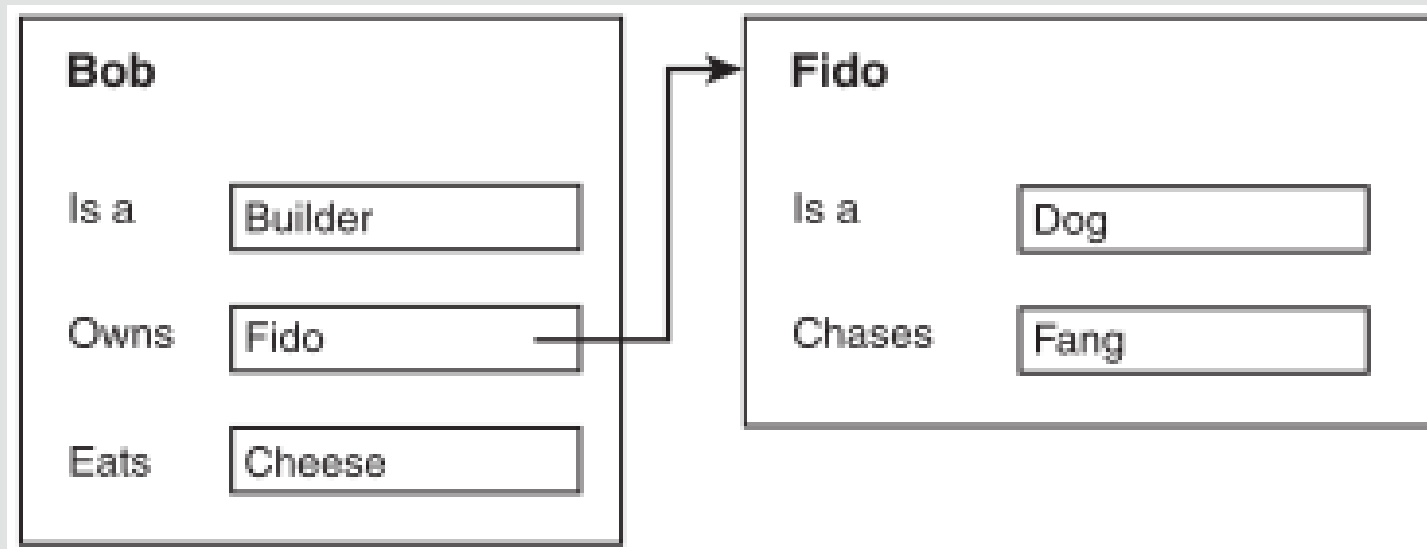 Bob
Is a Builder
Owns Fido
Eats Cheese
Fido
Is a Dog
Chases Fang